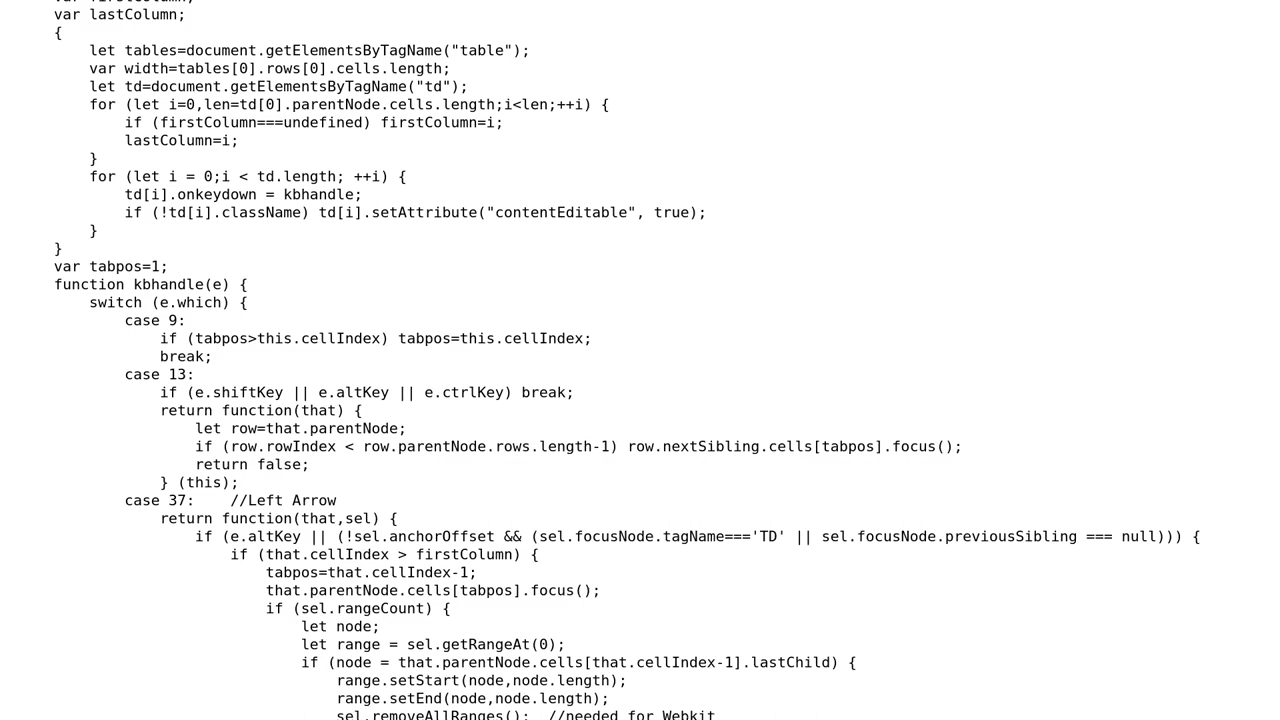 var firstColumn;
var lastColumn;
{
    let tables=document.getElementsByTagName("table");
    var width=tables[0].rows[0].cells.length;
    let td=document.getElementsByTagName("td");
    for (let i=0,len=td[0].parentNode.cells.length;i<len;++i) {
        if (firstColumn===undefined) firstColumn=i;
        lastColumn=i;
    }
    for (let i = 0;i < td.length; ++i) {
        td[i].onkeydown = kbhandle;
        if (!td[i].className) td[i].setAttribute("contentEditable", true);
    }
}
var tabpos=1;
function kbhandle(e) {
    switch (e.which) {
        case 9:
            if (tabpos>this.cellIndex) tabpos=this.cellIndex;
            break;
        case 13:
            if (e.shiftKey || e.altKey || e.ctrlKey) break;
            return function(that) {
                let row=that.parentNode;
                if (row.rowIndex < row.parentNode.rows.length-1) row.nextSibling.cells[tabpos].focus();
                return false;
            } (this);
        case 37:    //Left Arrow
            return function(that,sel) {
                if (e.altKey || (!sel.anchorOffset && (sel.focusNode.tagName==='TD' || sel.focusNode.previousSibling === null))) {
                    if (that.cellIndex > firstColumn) {
                        tabpos=that.cellIndex-1;
                        that.parentNode.cells[tabpos].focus();
                        if (sel.rangeCount) {
                            let node;
                            let range = sel.getRangeAt(0);
                            if (node = that.parentNode.cells[that.cellIndex-1].lastChild) {
                                range.setStart(node,node.length);
                                range.setEnd(node,node.length);
                                sel.removeAllRanges();  //needed for Webkit